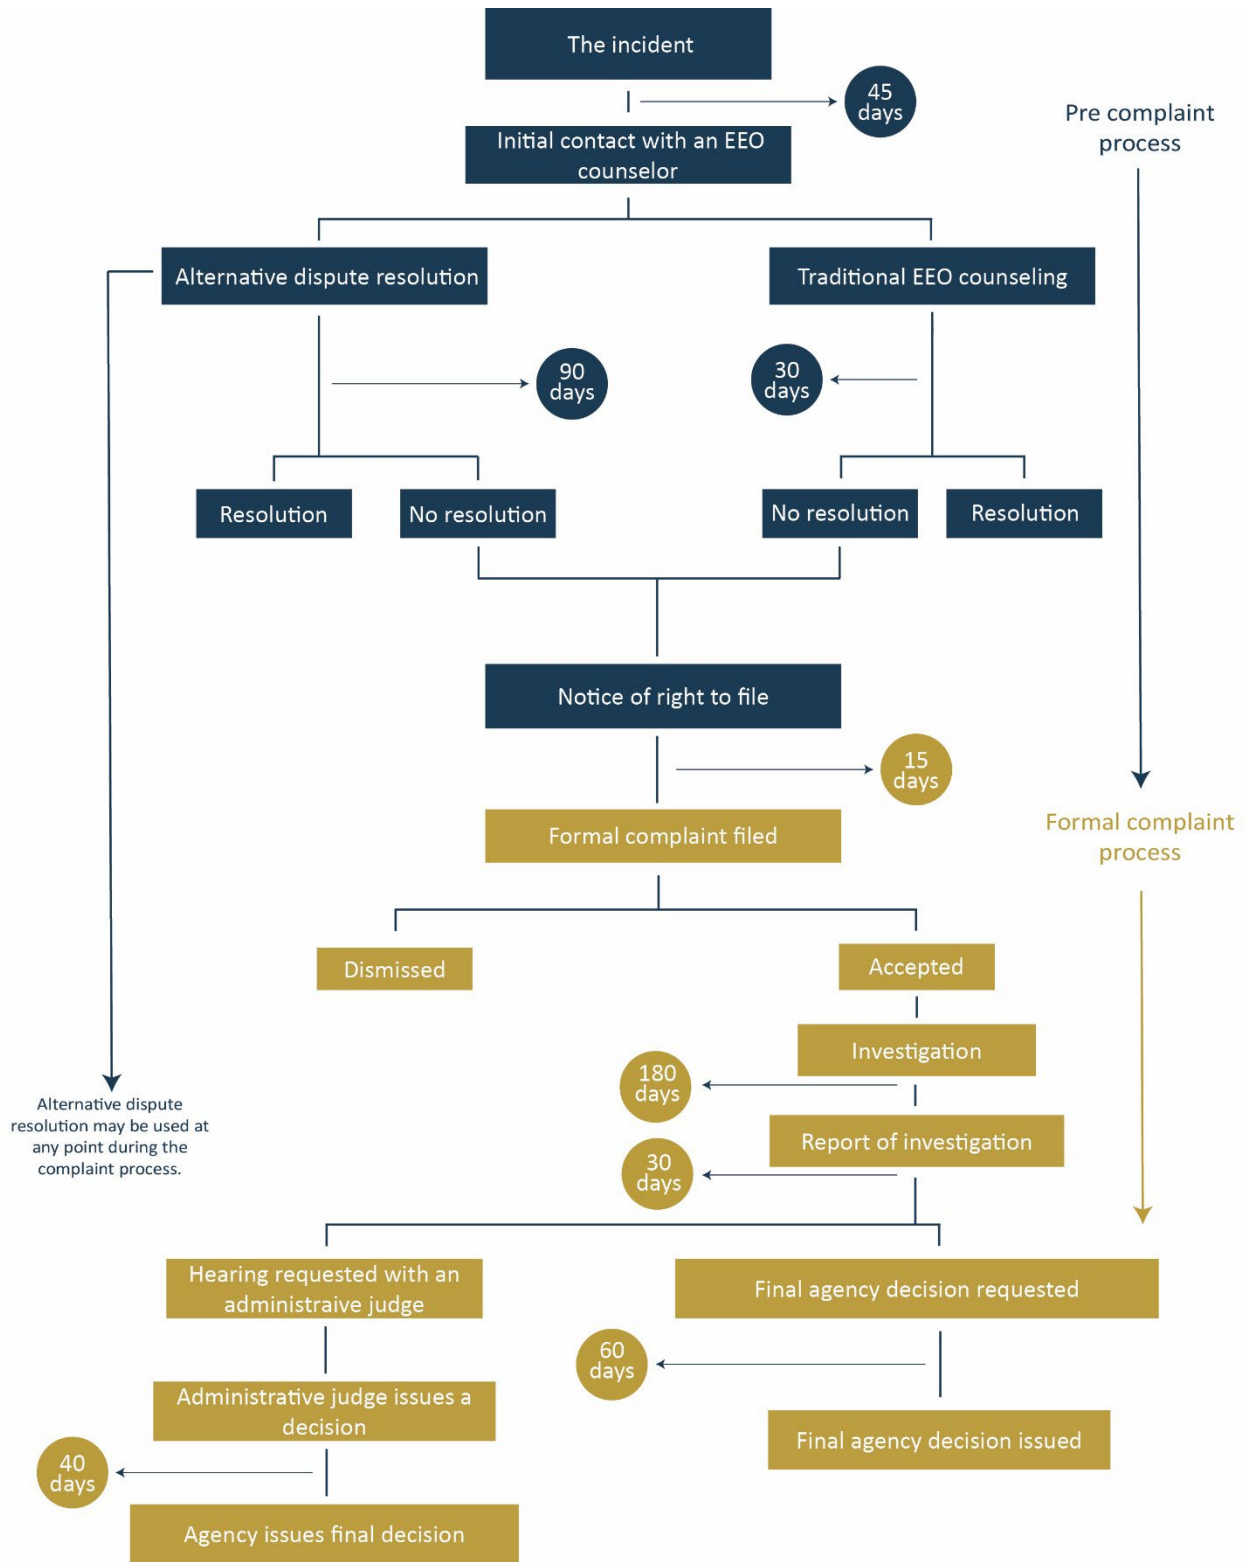 The incident
45
days
Pre complaint
process
Initial contact with an EEO
counselor
Alternative dispute resolution
Traditional EEO counseling
90
days
30
days
Resolution
No resolution
No resolution
Resolution
Notice of right to file
15
days
Formal complaint filed
Formal complaint
process
Dismissed
Accepted
Investigation
180
days
Alternative dispute
resolution may be used at
any point during the
complaint process.
Report of investigation
30
days
Hearing requested with an
administraive judge
Final agency decision requested
60
days
Administrative judge issues a
decision
Final agency decision issued
40
days
Agency issues final decision